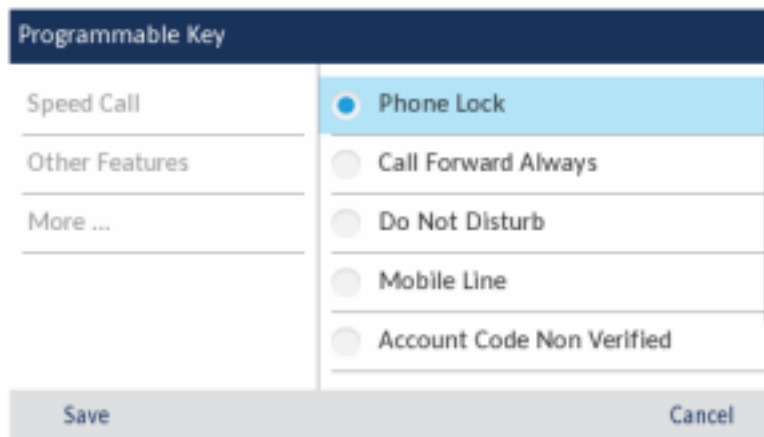 Programmable Key
Speed Call
Other Features
More ...
Phone Lock
Call Forward Always
Do Not Disturb
Mobile Line
Account Code Non Verified
Save
Cancel